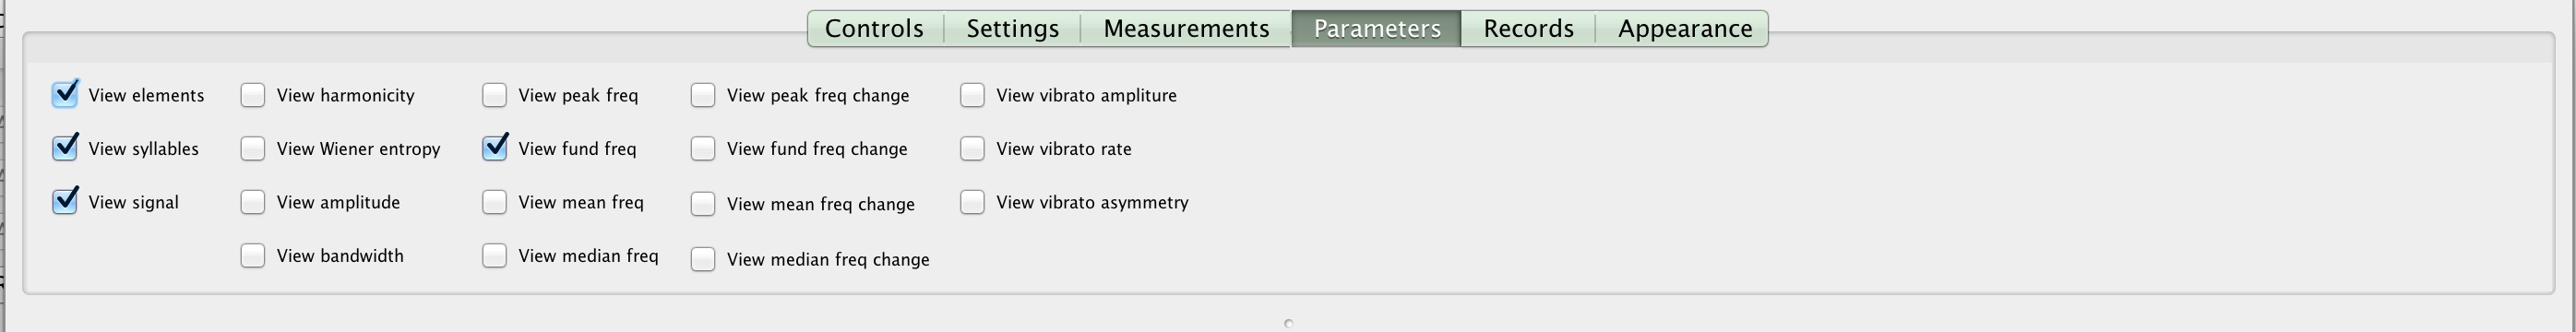 Controls Settings Measurements Parameters Records Appearance
View elements View harmonicity View peak freq View peak freq change View vibrato ampliture
View syllables View Wiener entropy View fund freq View fund freq change View vibrato rate
View signal View amplitude View mean freq View mean freq change View vibrato asymmetry
View bandwidth View median freq View median freq change